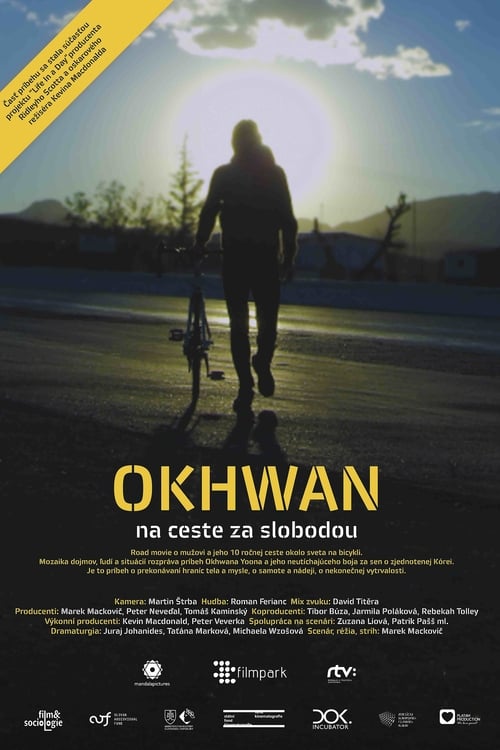 Časť príbehu sa stala súčasťou
projektu "Life in a Day" producenta
Ridleyho Scotta a oskarového
režiséra Kevina Macdonalda
OKHWAN
na ceste za slobodou
Road movie o mužovi a jeho 10 ročnej ceste okolo sveta na bicykli.
Mozaika dojmov, ľudí a situácií rozpráva príbeh Okhwana Yoona a jeho neutíchajúceho boja za sen o zjednotenej Kórei.
Je to príbeh o prekonávaní hraníc tela a mysle, o samote a nádeji, o nekonečnej vytrvalosti.
Kamera: Martin Štrba Hudba: Roman Ferianc Mix zvuku: David Titěra
Producenti: Marek Mackovič, Peter Neveďal, Tomáš Kaminský Koproducenti: Tibor Búza, Jarmila Poláková, Rebekah Tolley
Výkonní producenti: Kevin Macdonald, Peter Veverka Spolupráca na scenári: Zuzana Liová, Patrik Pašš ml.
Dramaturgia: Juraj Johanides, Taťána Marková, Michaela Wzošová Scenár, réžia, strih: Marek Mackovič
mandalapictures
filmpark
rtv:
film&
sociologie
avf
DOK.
INCUBATOR